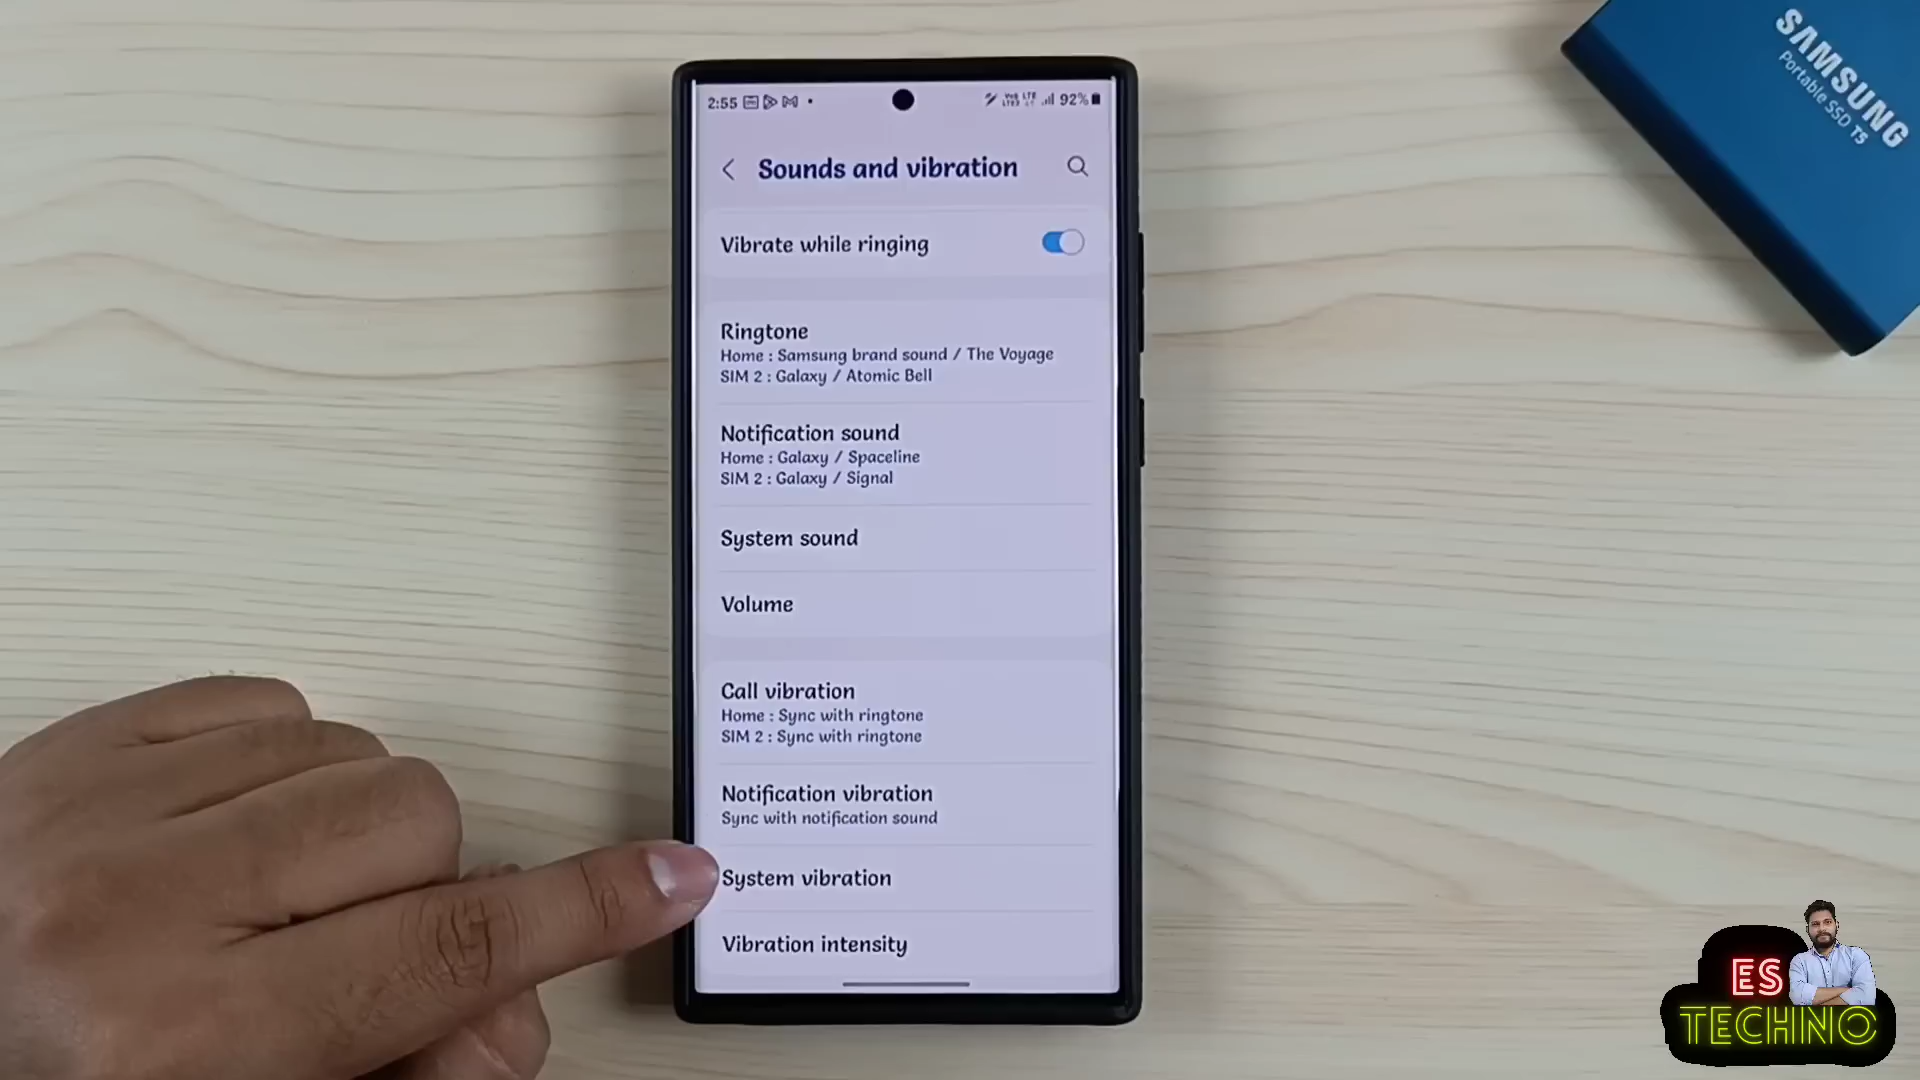 2:55
92%
Sounds and vibration
Vibrate while ringing
Ringtone
Home : Samsung brand sound / The Voyage
SIM 2 : Galaxy / Atomic Bell
Notification sound
Home : Galaxy / Spaceline
SIM 2 : Galaxy / Signal
System sound
Volume
Call vibration
Home : Sync with ringtone
SIM 2 : Sync with ringtone
Notification vibration
Sync with notification sound
System vibration
Vibration intensity
SAMSUNG
Portable SSD T5
ES
TECHNO